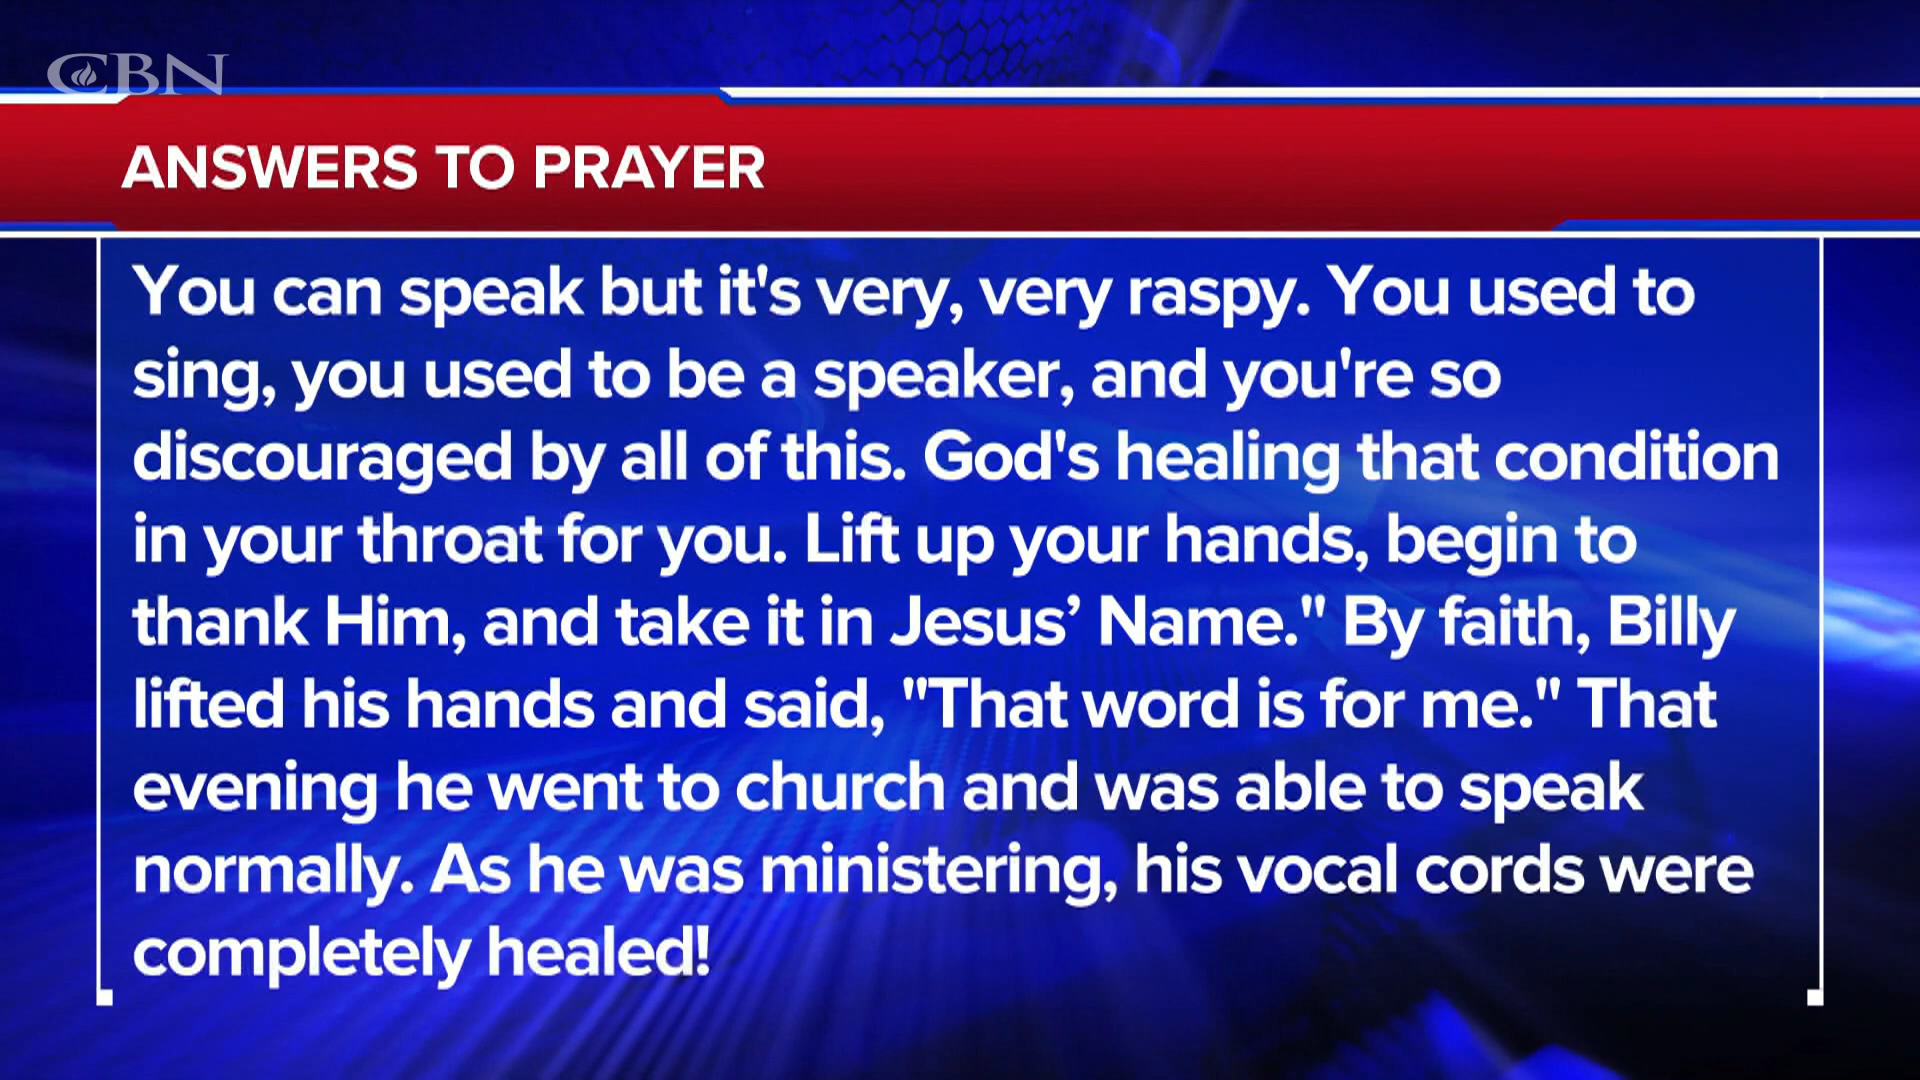 CBN
ANSWERS TO PRAYER
You can speak but it's very, very raspy. You used to
sing, you used to be a speaker, and you're so
discouraged by all of this. God's healing that condition
in your throat for you. Lift up your hands, begin to
thank Him, and take it in Jesus’ Name." By faith, Billy
lifted his hands and said, "That word is for me." That
evening he went to church and was able to speak
normally. As he was ministering, his vocal cords were
completely healed!